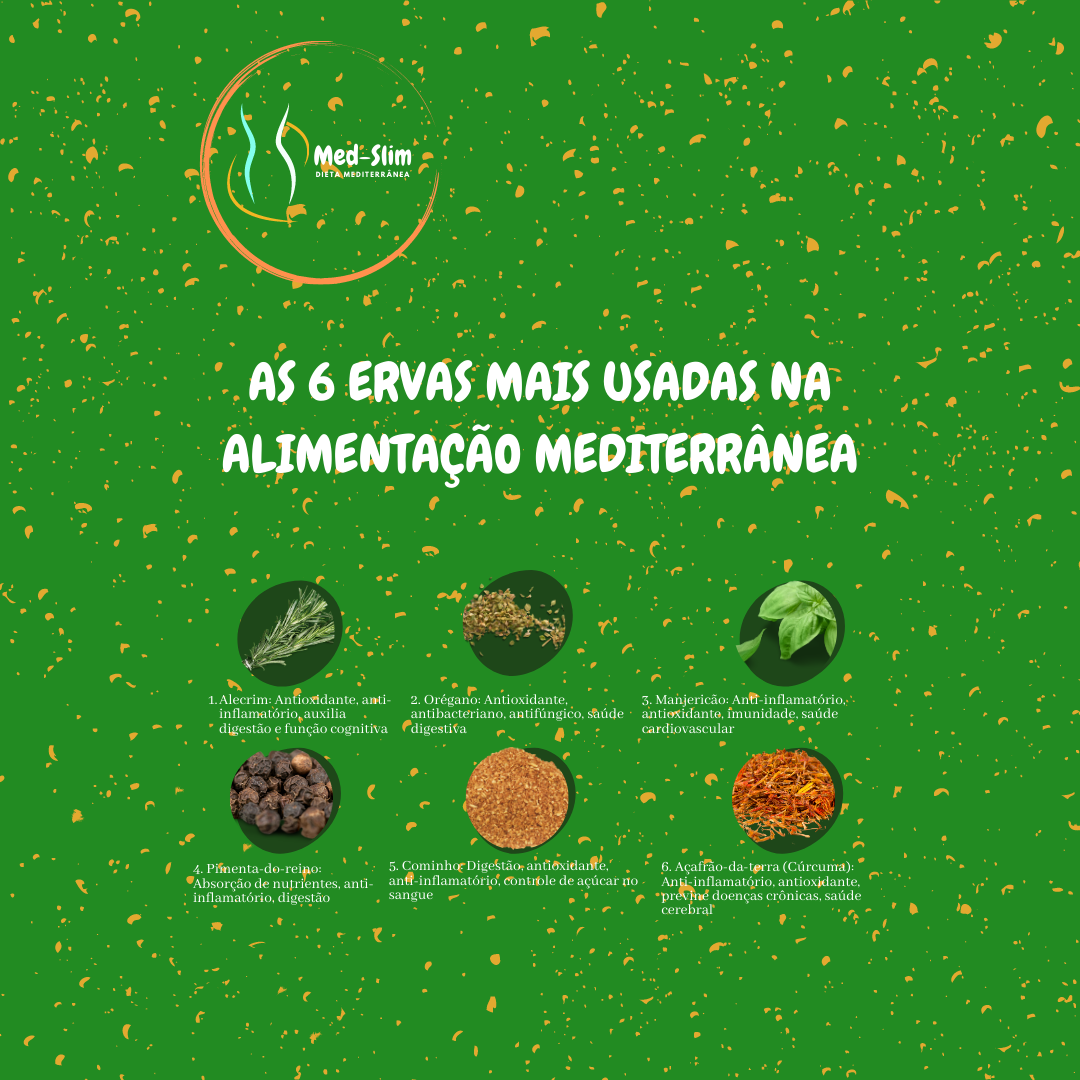 Med-Slim
DIETA MEDITERRÂNEA
AS 6 ERVAS MAIS USADAS NA
ALIMENTAÇÃO MEDITERRÂNEA
1. Alecrim: Antioxidante, anti-
inflamatório, auxilia
digestão e função cognitiva
2. Orégano: Antioxidante,
antibacteriano, antifúngico, saúde
digestiva
3. Manjericão: Anti-inflamatório,
antioxidante, imunidade, saúde
cardiovascular
4. Pimenta-do-reino:
Absorção de nutrientes, anti-
inflamatório, digestão
5. Cominho: Digestão, antioxidante,
anti-inflamatório, controle de açúcar no
sangue
6. Açafrão-da-terra (Cúrcuma):
Anti-inflamatório, antioxidante,
previne doenças crônicas, saúde
cerebral